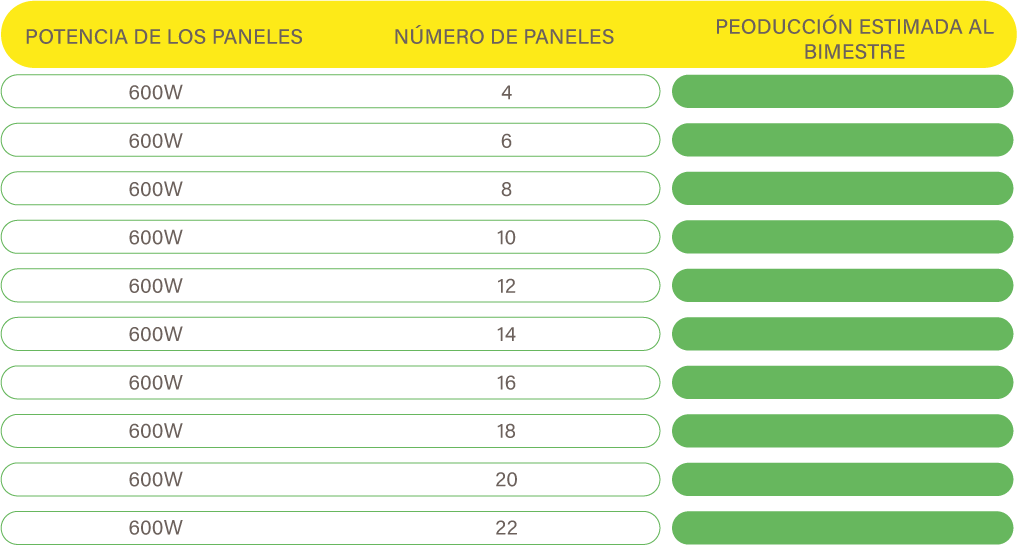 POTENCIA DE LOS PANELES
NÚMERO DE PANELES
PEODUCCIÓN ESTIMADA AL
BIMESTRE
600W 4
600W 6
600W 8
600W 10
600W 12
600W 14
600W 16
600W 18
600W 20
600W 22